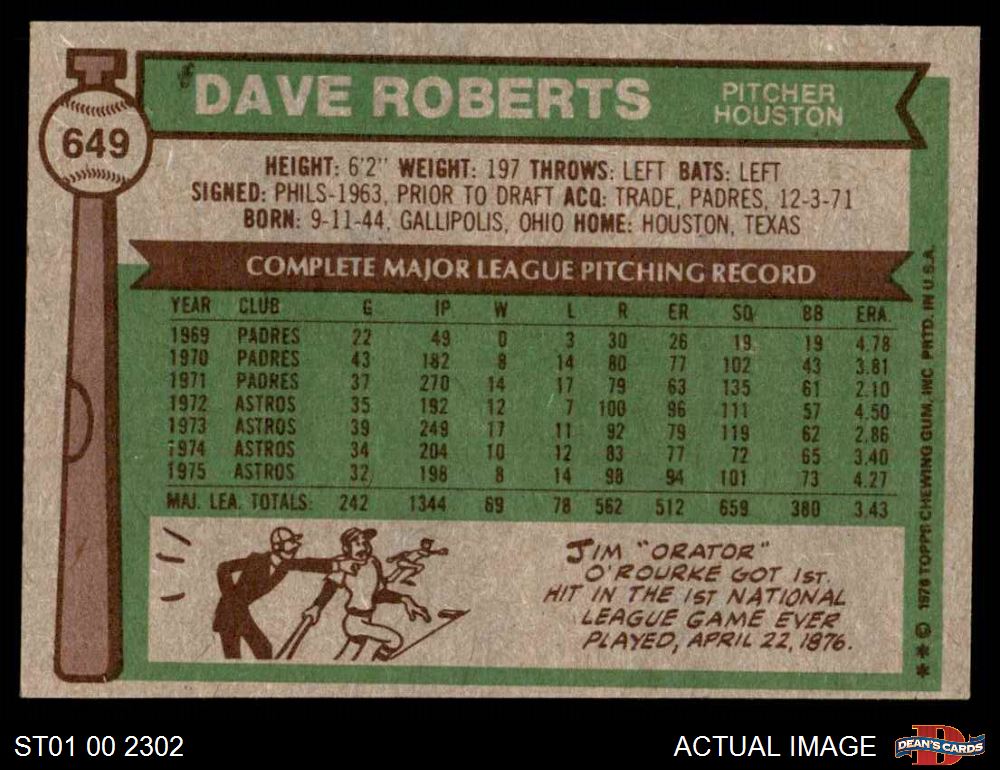 649
DAVE ROBERTS
PITCHER
HOUSTON
HEIGHT: 6'2" WEIGHT: 197 THROWS: LEFT BATS: LEFT
SIGNED: PHILS-1963, PRIOR TO DRAFT ACQ: TRADE, PADRES, 12-3-71
BORN: 9-11-44, GALLIPOLIS, OHIO HOME: HOUSTON, TEXAS
COMPLETE MAJOR LEAGUE PITCHING RECORD
YEAR CLUB G IP W L R ER SO BB ERA.
1969 PADRES 22 49 0 3 30 26 19 19 4.78
1970 PADRES 43 182 8 14 80 77 102 43 3.81
1971 PADRES 37 270 14 17 79 63 135 61 2.10
1972 ASTROS 35 192 12 7 100 96 111 57 4.50
1973 ASTROS 39 249 17 11 92 79 119 62 2.86
1974 ASTROS 34 204 10 12 83 77 72 65 3.40
1975 ASTROS 32 198 8 14 98 94 101 73 4.27
MAJ. LEA. TOTALS: 242 1344 69 78 562 512 659 380 3.43
JIM "ORATOR"
O'ROURKE GOT 1ST.
HIT IN THE 1ST NATIONAL
LEAGUE GAME EVER
PLAYED, APRIL 22, 1876.
**© 1976 TOPPS CHEWING GUM, INC PRTD. IN U.S.A.
ST01 00 2302
ACTUAL IMAGE
D
DEAN'S CARDS